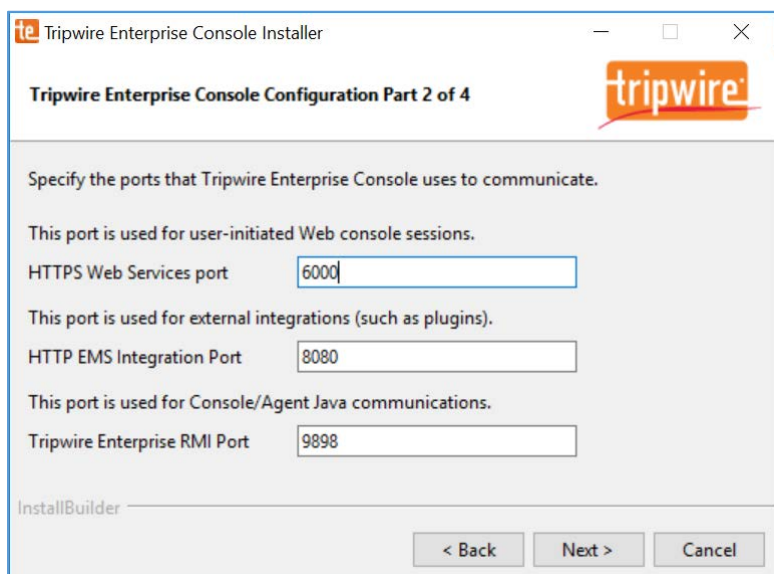 te Tripwire Enterprise Console Installer
Tripwire Enterprise Console Configuration Part 2 of 4
tripwire
Specify the ports that Tripwire Enterprise Console uses to communicate.
This port is used for user-initiated Web console sessions.
HTTPS Web Services port 6000
This port is used for external integrations (such as plugins).
HTTP EMS Integration Port 8080
This port is used for Console/Agent Java communications.
Tripwire Enterprise RMI Port 9898
InstallBuilder
< Back Next > Cancel